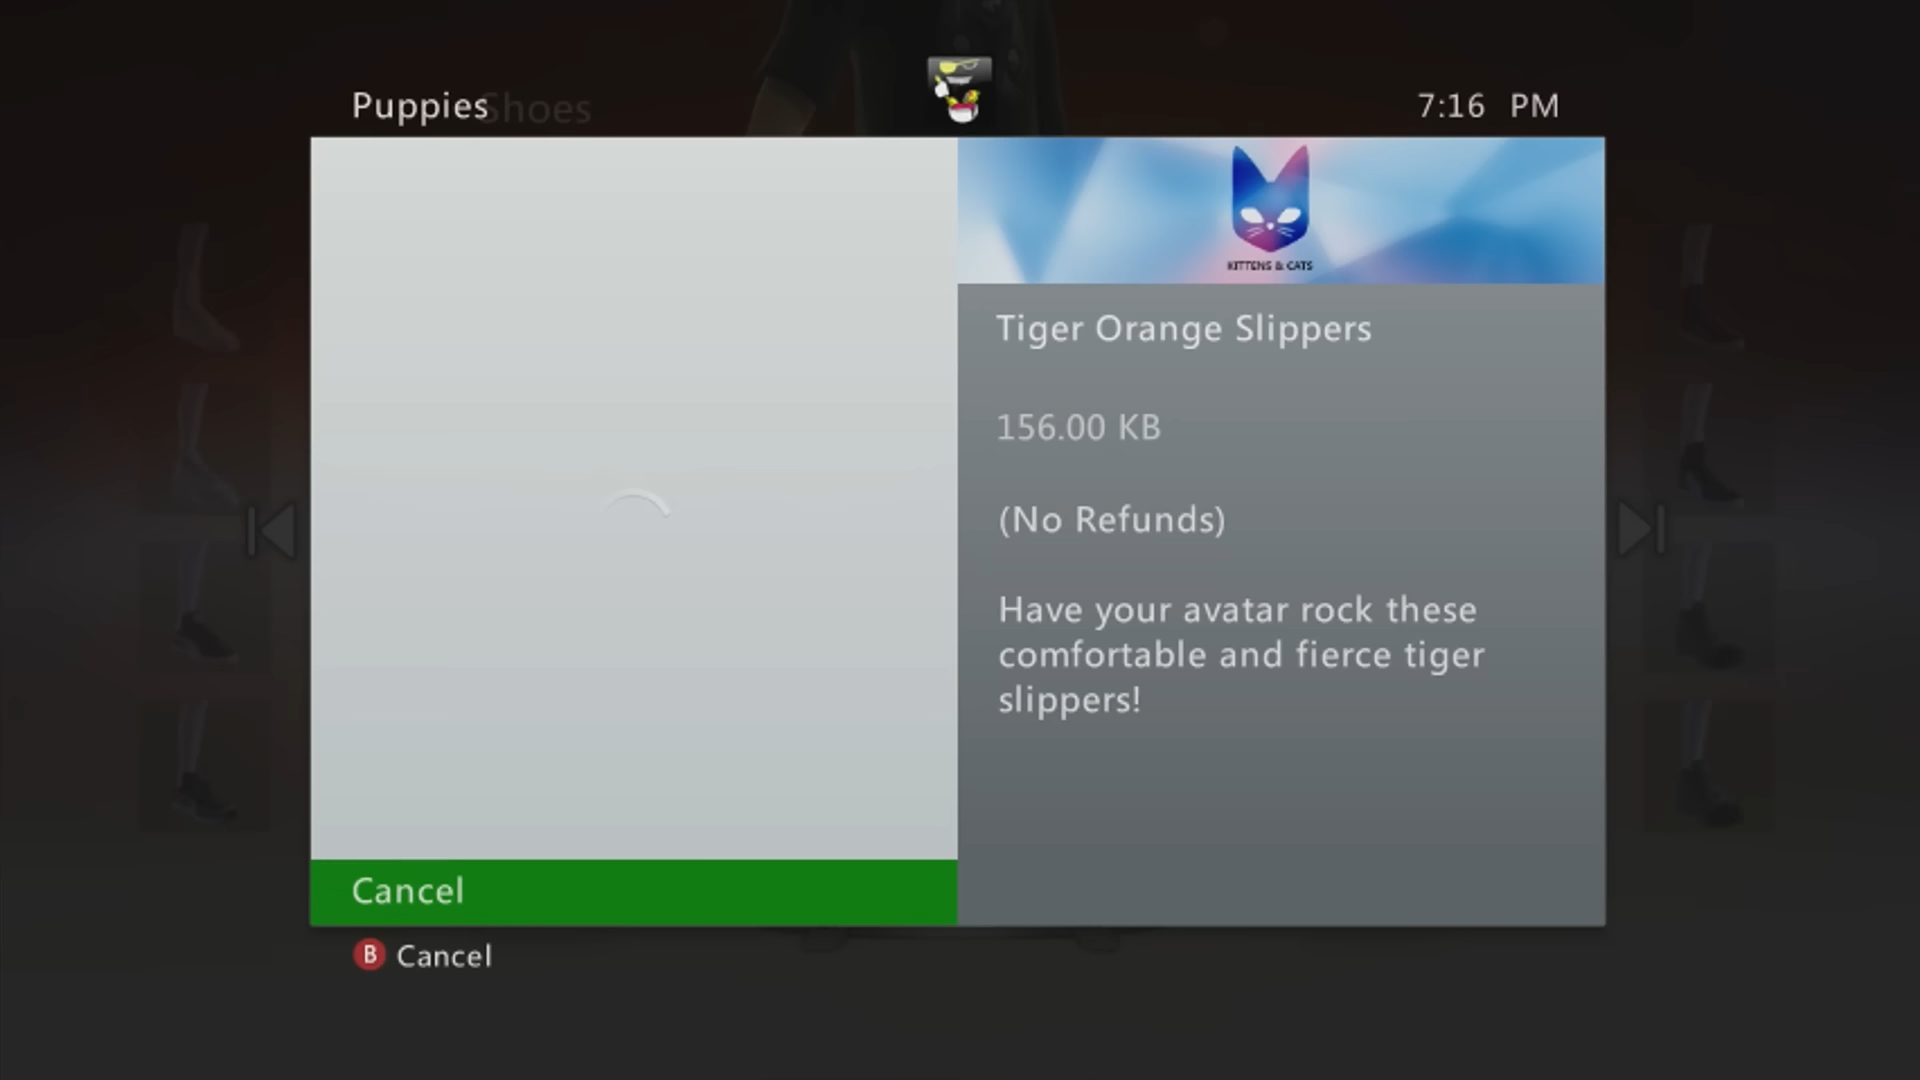 Puppies Shoes
7:16 PM
KITTENS & CATS
Tiger Orange Slippers
156.00 KB
(No Refunds)
Have your avatar rock these
comfortable and fierce tiger
slippers!
Cancel
B Cancel